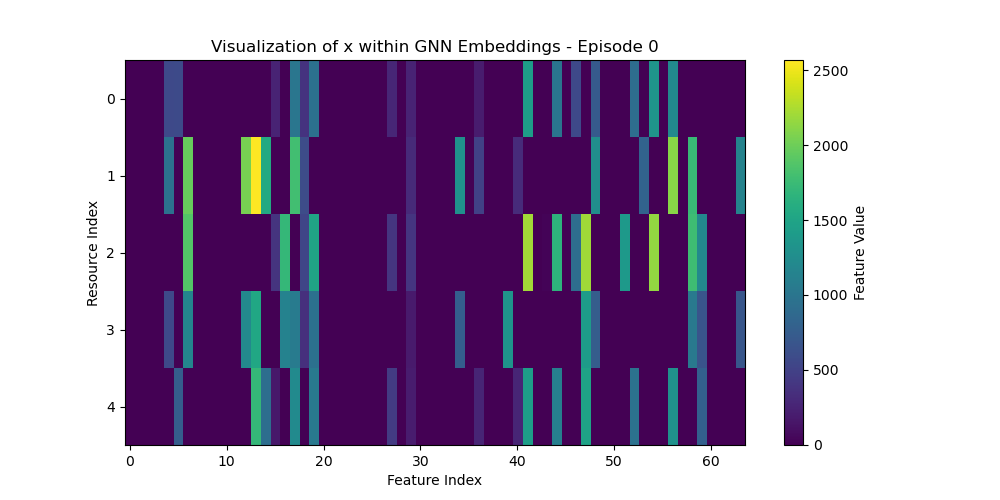 Visualization of x within GNN Embeddings - Episode 0
Resource Index
0
1
2
3
4
0 10 20 30 40 50 60
Feature Index
2500
2000
1500
1000
500
0
Feature Value